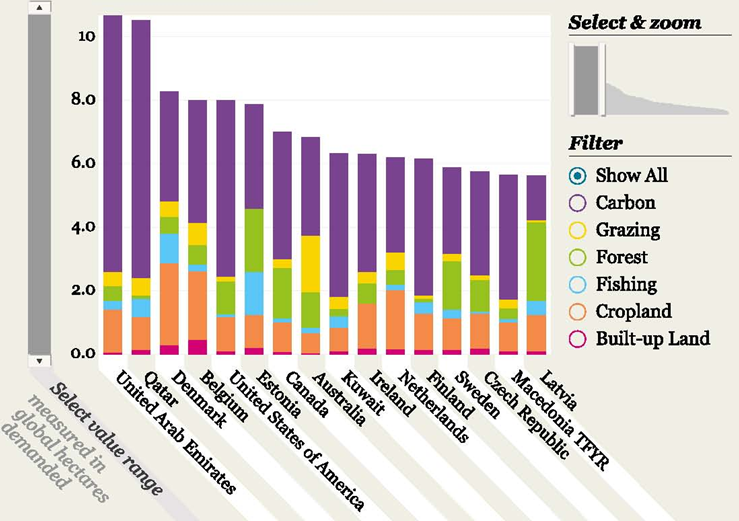 Select & zoom
Filter
Show All
Carbon
Grazing
Forest
Fishing
Cropland
Built-up Land
10
8.0
6.0
4.0
2.0
0.0
United Arab Emirates
Qatar
Denmark
Belgium
United States of America
Estonia
Canada
Australia
Kuwait
Ireland
Netherlands
Finland
Sweden
Czech Republic
Macedonia TFYR
Latvia
Select value range
measured in
global hectares
demanded